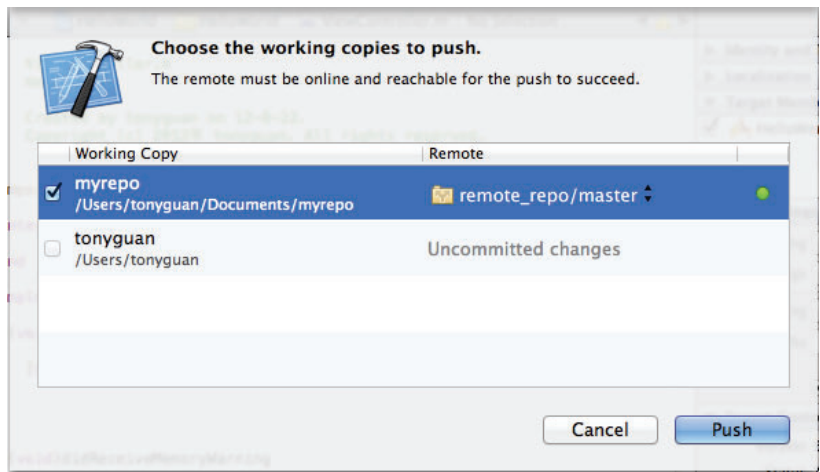 Choose the working copies to push.
The remote must be online and reachable for the push to succeed.
Working Copy
Remote
myrepo
/Users/tonyguan/Documents/myrepo
remote_repo/master
tonyguan
/Users/tonyguan
Uncommitted changes
Cancel
Push